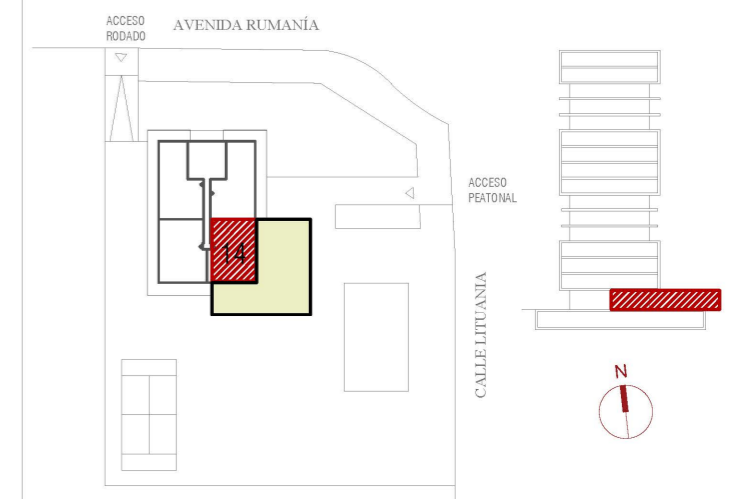 ACCESO
RODADO
AVENIDA RUMANÍA
ACCESO
PEATONAL
14
CALLE LITUANIA
N